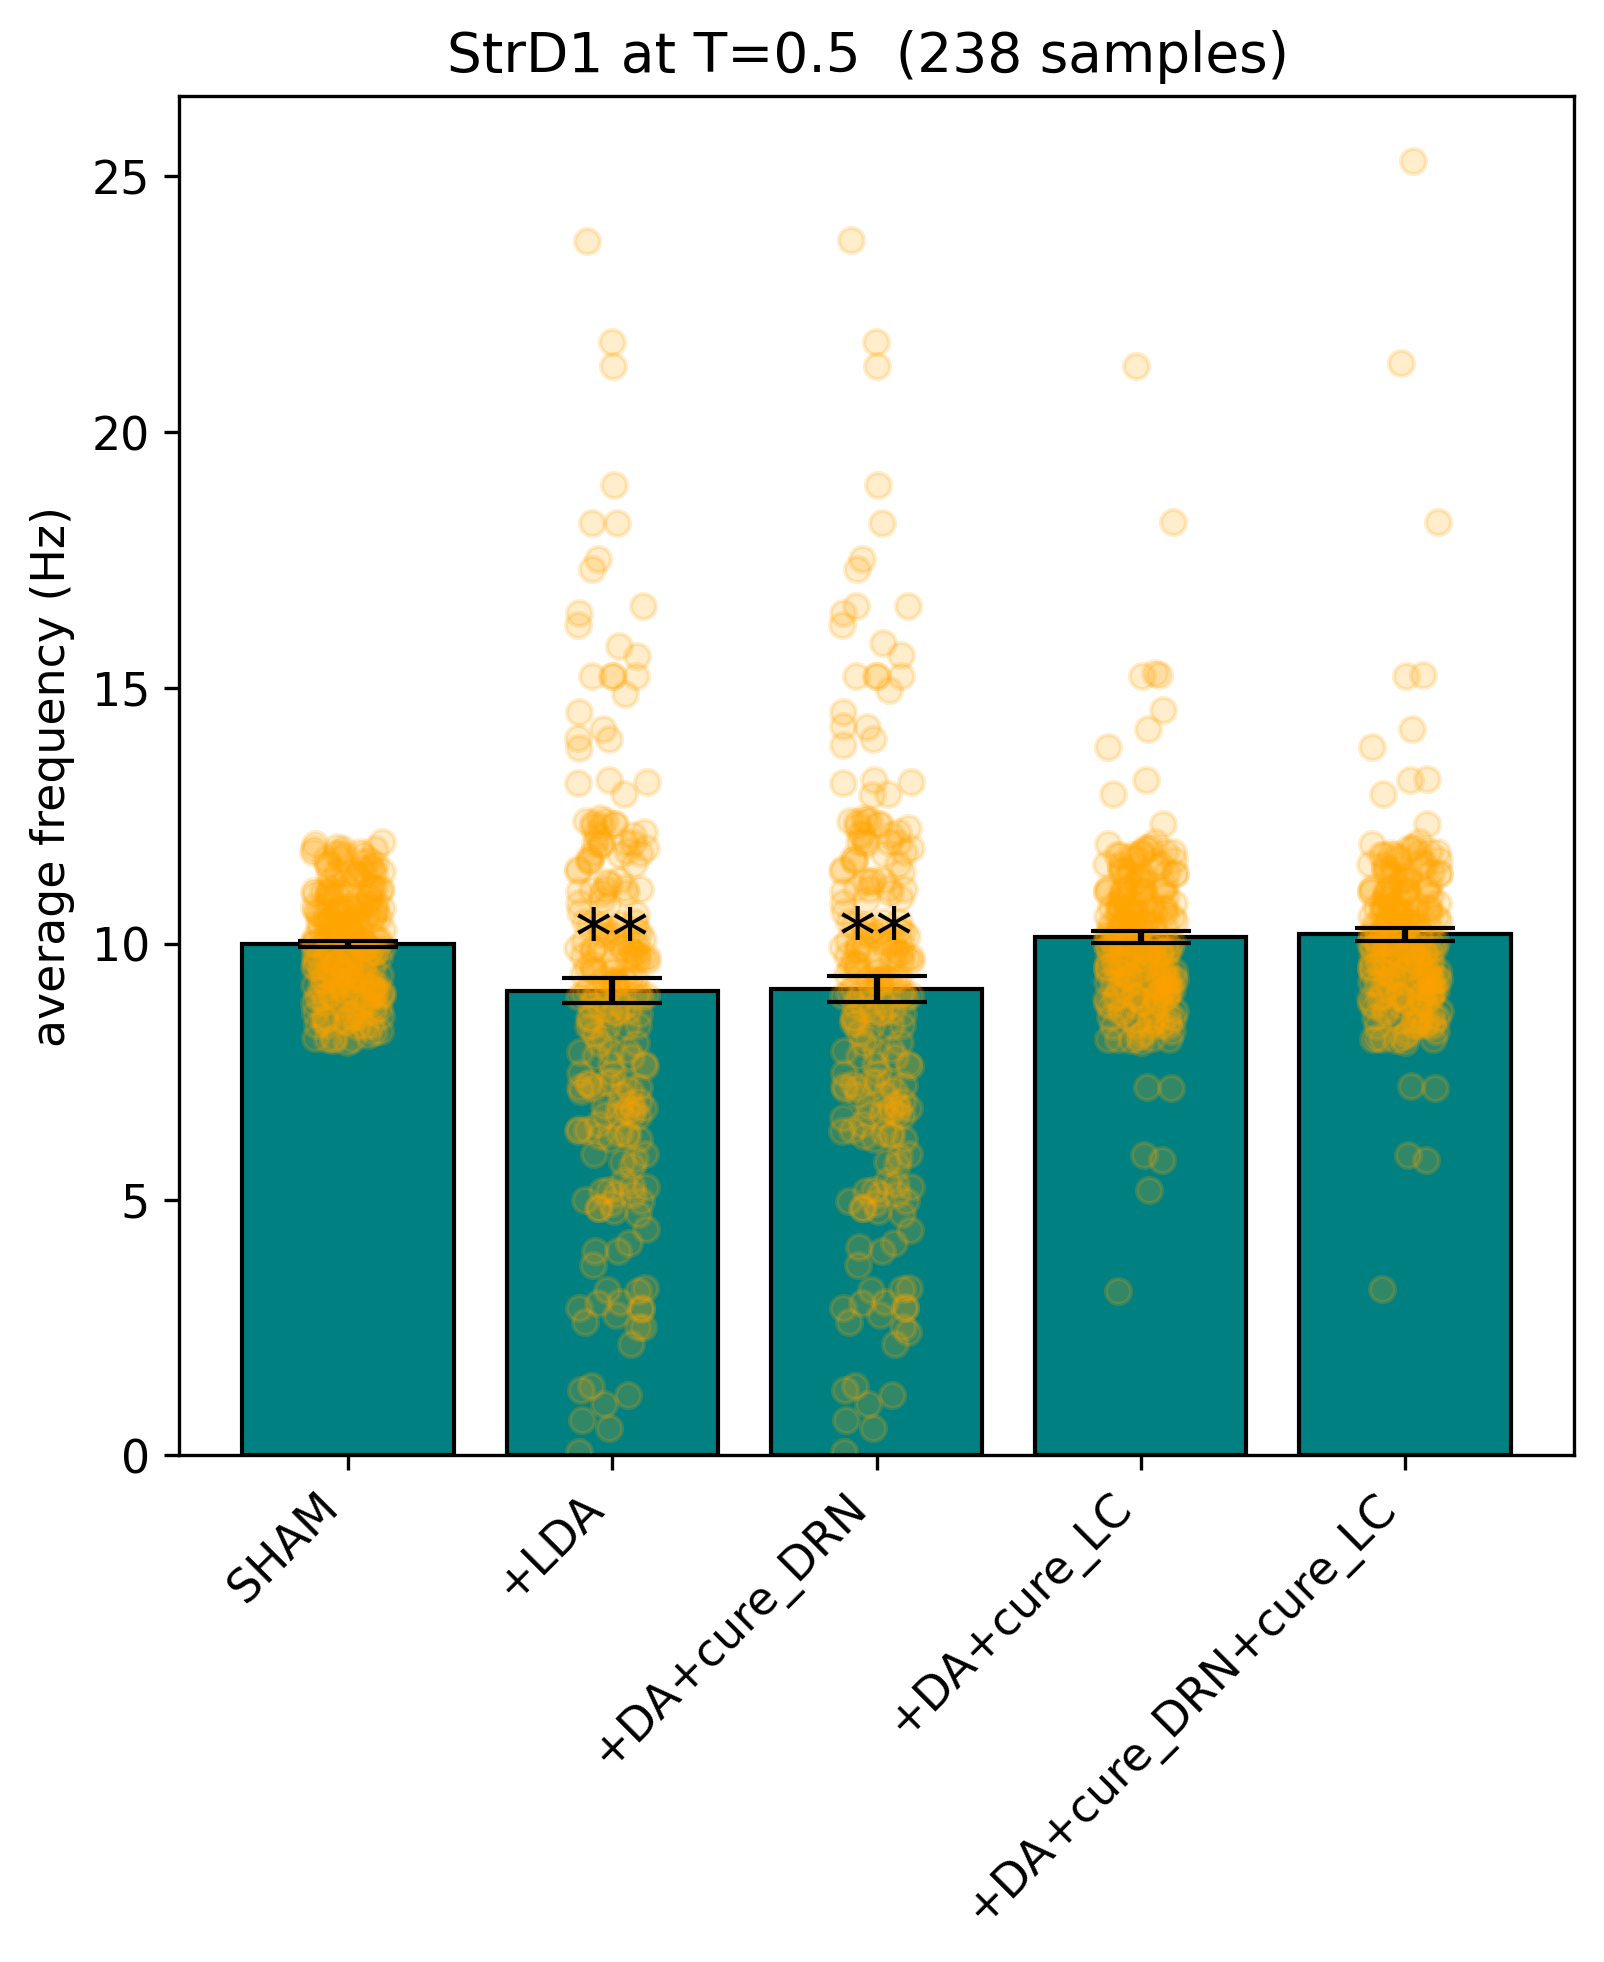 StrD1 at T=0.5 (238 samples)
average frequency (Hz)
25
20
15
10
5
0
**
**
SHAM
+LDA
+DA+cure_DRN
+DA+cure_LC
+DA+cure_DRN+cure_LC